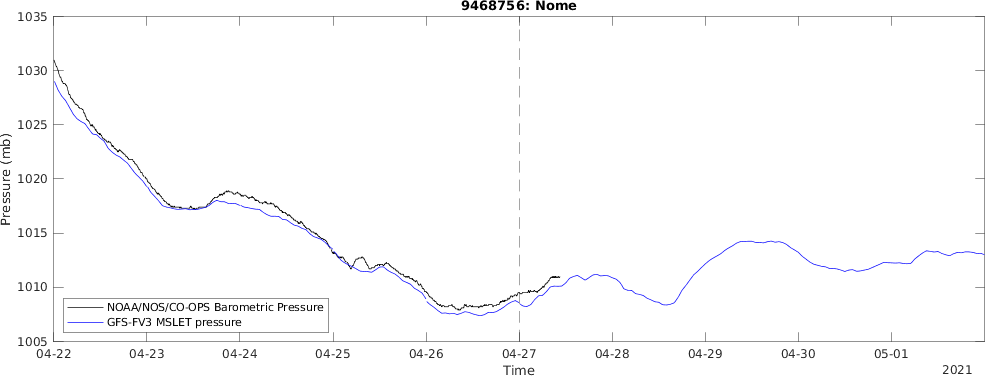 9468756: Nome
1035
1030
1025
1020
1015
1010
1005
Pressure (mb)
NOAA/NOS/CO-OPS Barometric Pressure
GFS-FV3 MSLET pressure
04-22 04-23 04-24 04-25 04-26 04-27 04-28 04-29 04-30 05-01
Time
2021